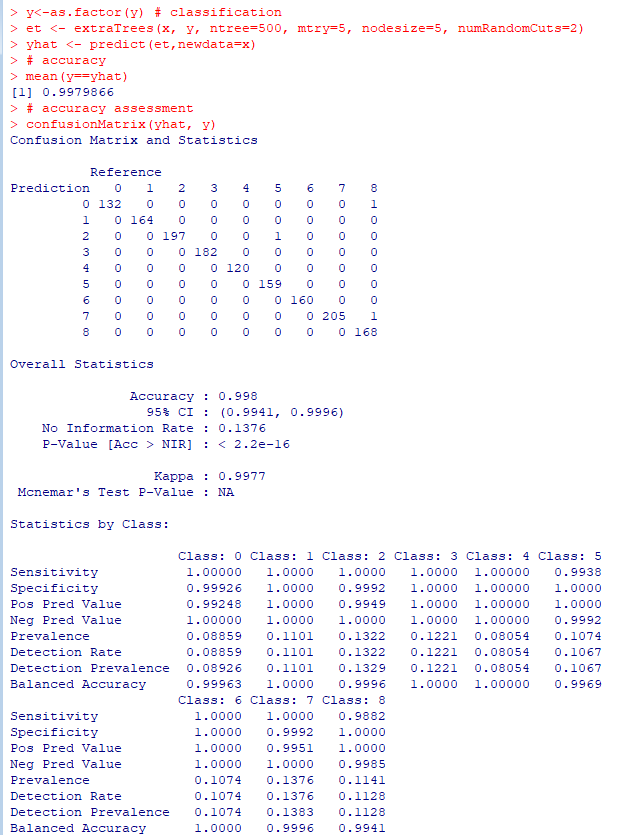 > y<-as.factor(y) # classification
> et <- extraTrees(x, y, ntree=500, mtry=5, nodesize=5, numRandomCuts=2)
> yhat <- predict(et,newdata=x)
> # accuracy
> mean(y==yhat)
[1] 0.9979866
> # accuracy assessment
> confusionMatrix(yhat, y)
Confusion Matrix and Statistics
Reference
Prediction 0 1 2 3 4 5 6 7 8
0 132 0 0 0 0 0 0 0 1
1 0 164 0 0 0 0 0 0 0
2 0 0 197 0 0 1 0 0 0
3 0 0 0 182 0 0 0 0 0
4 0 0 0 0 120 0 0 0 0
5 0 0 0 0 0 159 0 0 0
6 0 0 0 0 0 0 160 0 0
7 0 0 0 0 0 0 0 205 1
8 0 0 0 0 0 0 0 0 168
Overall Statistics
Accuracy : 0.998
95% CI : (0.9941, 0.9996)
No Information Rate : 0.1376
P-Value [Acc > NIR] : < 2.2e-16
Kappa : 0.9977
Mcnemar's Test P-Value : NA
Statistics by Class:
Class: 0 Class: 1 Class: 2 Class: 3 Class: 4 Class: 5
Sensitivity 1.00000 1.0000 1.0000 1.0000 1.00000 0.9938
Specificity 0.99926 1.0000 0.9992 1.0000 1.00000 1.0000
Pos Pred Value 0.99248 1.0000 0.9949 1.0000 1.00000 1.0000
Neg Pred Value 1.00000 1.0000 1.0000 1.0000 1.00000 0.9992
Prevalence 0.08859 0.1101 0.1322 0.1221 0.08054 0.1074
Detection Rate 0.08859 0.1101 0.1322 0.1221 0.08054 0.1067
Detection Prevalence 0.08926 0.1101 0.1329 0.1221 0.08054 0.1067
Balanced Accuracy 0.99963 1.0000 0.9996 1.0000 1.00000 0.9969
Class: 6 Class: 7 Class: 8
Sensitivity 1.0000 1.0000 0.9882
Specificity 1.0000 0.9992 1.0000
Pos Pred Value 1.0000 0.9951 1.0000
Neg Pred Value 1.0000 1.0000 0.9985
Prevalence 0.1074 0.1376 0.1141
Detection Rate 0.1074 0.1376 0.1128
Detection Prevalence 0.1074 0.1383 0.1128
Balanced Accuracy 1.0000 0.9996 0.9941